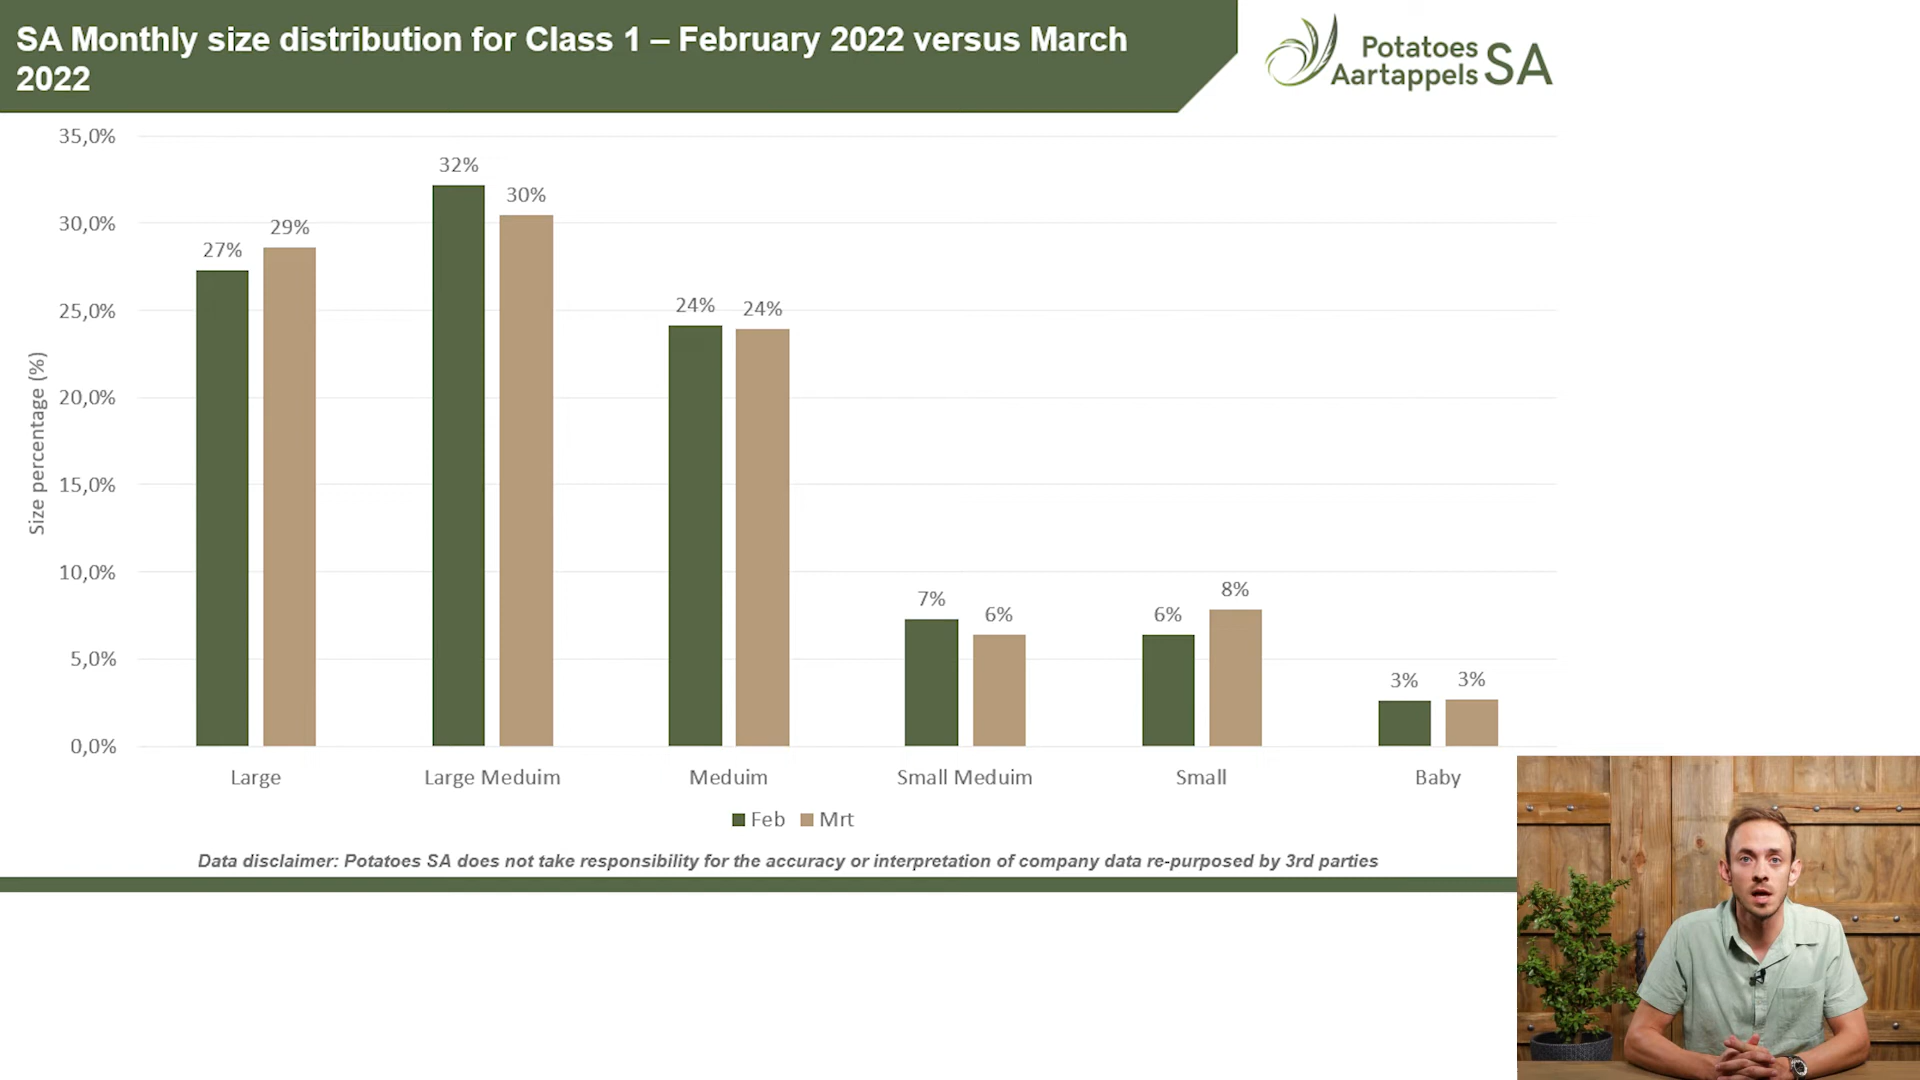 SA Monthly size distribution for Class 1 – February 2022 versus March
2022
Potatoes
Aartappels SA
35,0%
30,0%
25,0%
20,0%
15,0%
10,0%
5,0%
0,0%
Size percentage (%)
27%
29%
32%
30%
24%
24%
7%
6%
6%
8%
3%
3%
Large
Large Meduim
Meduim
Small Meduim
Small
Baby
Feb
Mrt
Data disclaimer: Potatoes SA does not take responsibility for the accuracy or interpretation of company data re-purposed by 3rd parties